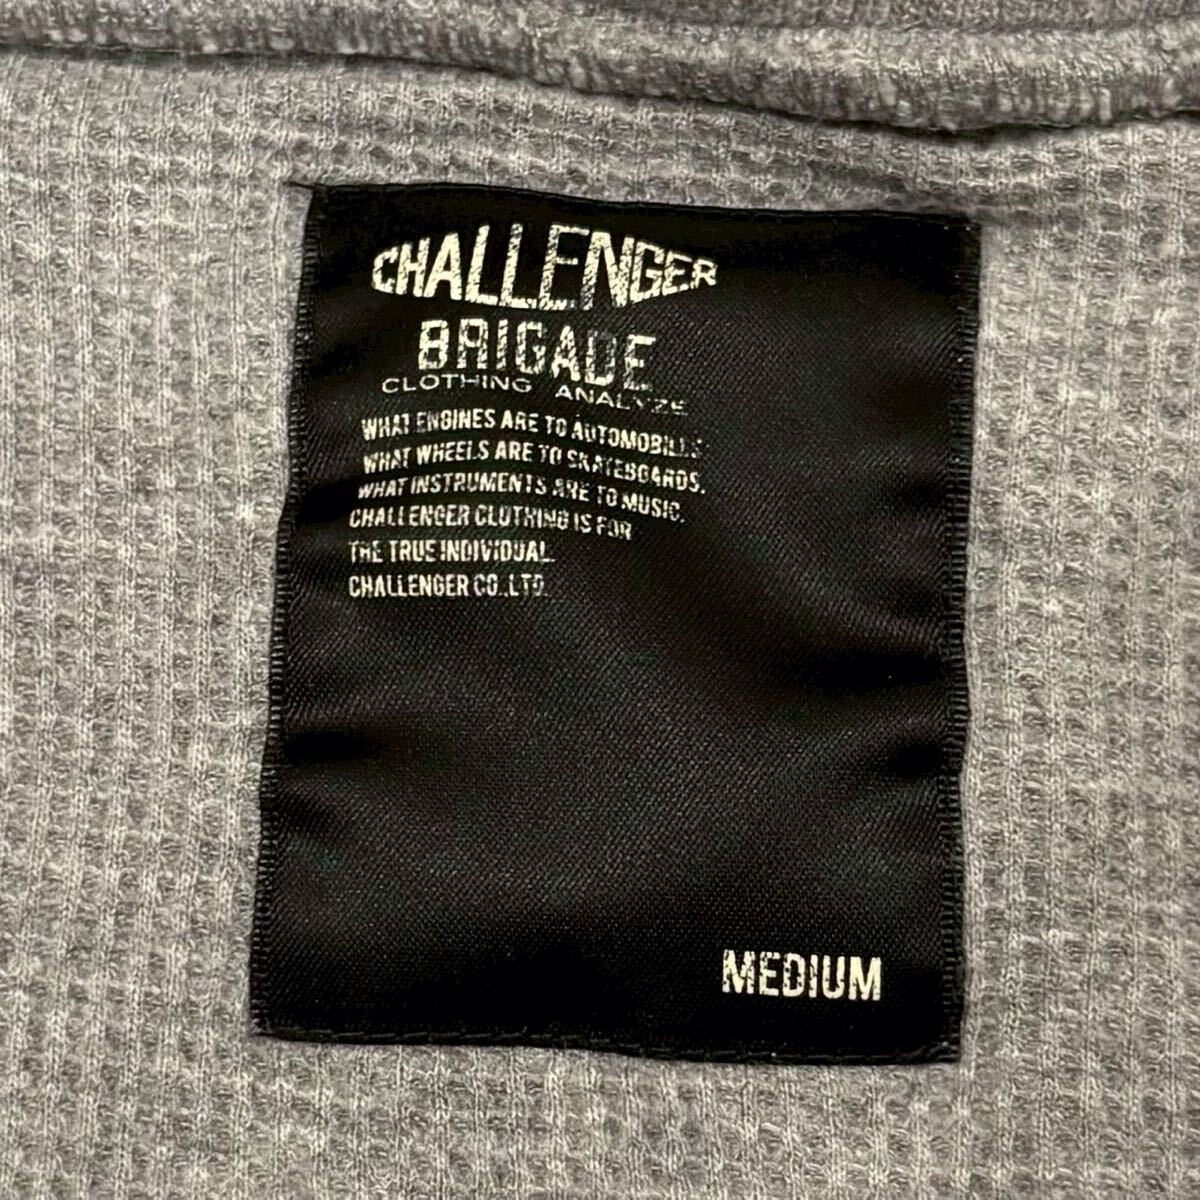 CHALLENGER
BRIGADE
CLOTHING ANALYZE
WHAT ENGINES ARE TO AUTOMOBILES
WHAT WHEELS ARE TO SKATEBOARDS.
WHAT INSTRUMENTS ARE TO MUSIC.
CHALLENGER CLOTHING IS FOR
THE TRUE INDIVIDUAL.
CHALLENGER CO.,LTD.
MEDIUM